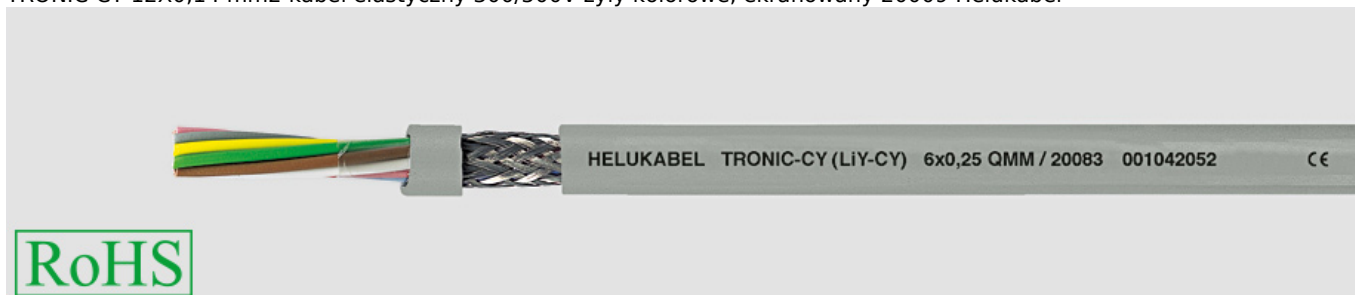 HELUKABEL TRONIC-CY (LiY-CY) 6x0,25 QMM / 20083 001042052 CE
RoHS